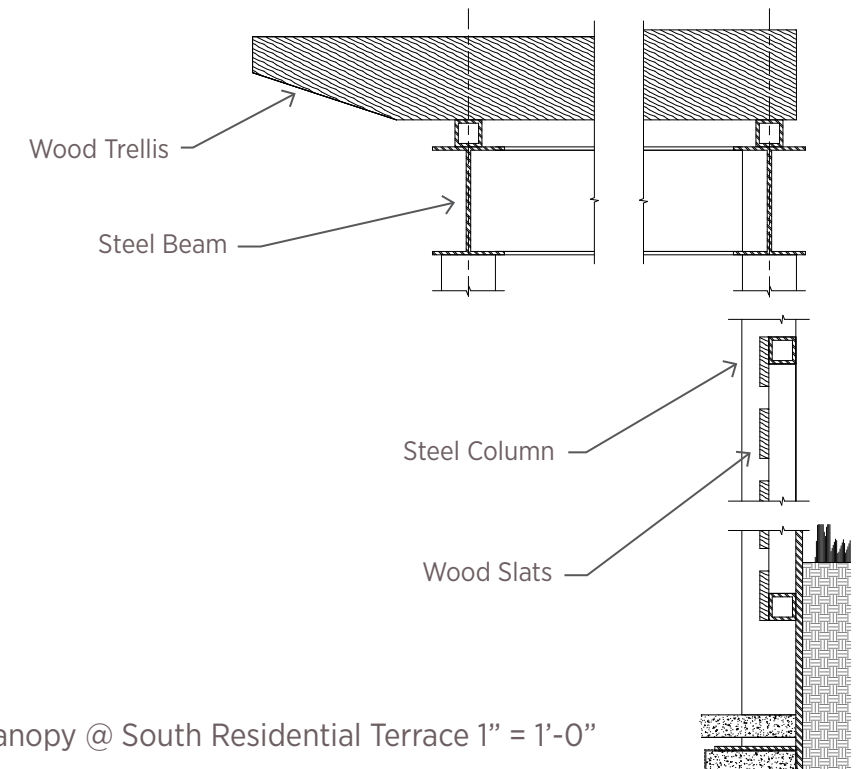 Wood Trellis
Steel Beam
Steel Column
Wood Slats
anopy @ South Residential Terrace 1” = 1’-0”